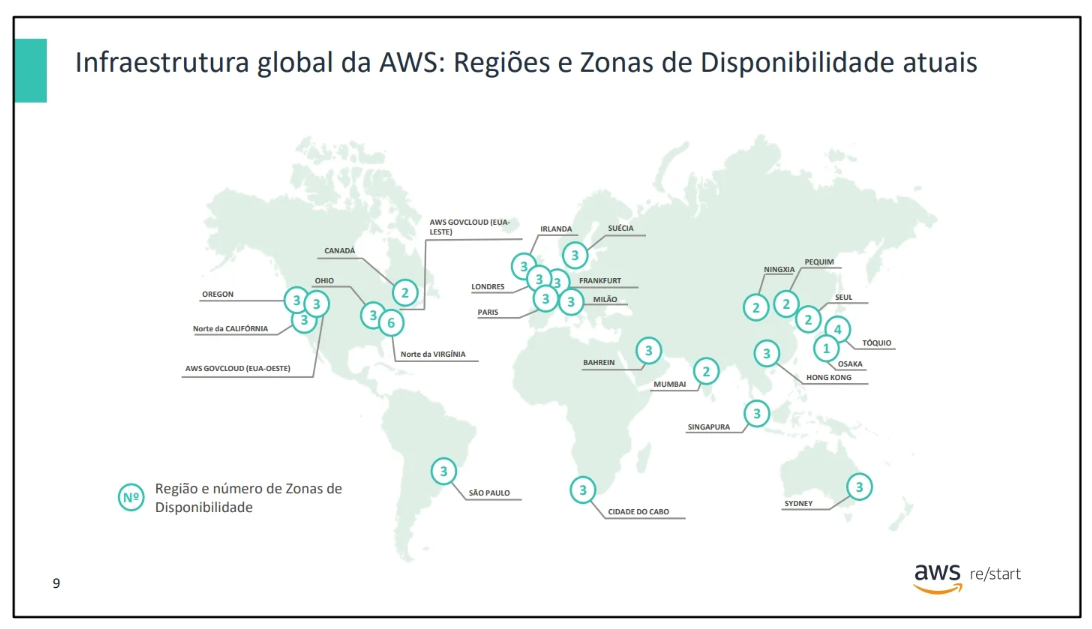 Infraestrutura global da AWS: Regiões e Zonas de Disponibilidade atuais
AWS GOVCLOUD (EUA-
LESTE)
IRLANDA
SUÉCIA
CANADÁ
OHIO
OREGON
Norte da CALIFÓRNIA
AWS GOVCLOUD (EUA-OESTE)
Norte da VIRGÍNIA
LONDRES
PARIS
FRANKFURT
MILÃO
NINGXIA
PEQUIM
SEUL
TÓQUIO
OSAKA
HONG KONG
BAHREIN
MUMBAI
SINGAPURA
SÃO PAULO
CIDADE DO CABO
SYDNEY
3
3
3
3
6
2
3
3
3
3
3
3
2
2
2
4
1
3
3
2
3
3
3
3
Nº
Região e número de Zonas de
Disponibilidade
9
aws re/start